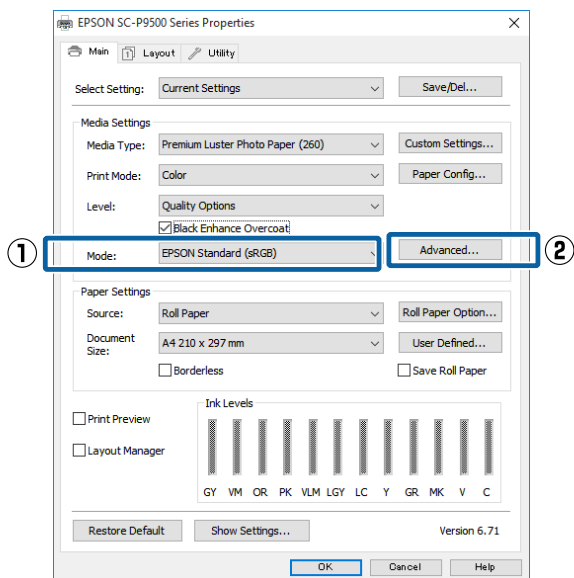 EPSON SC-P9500 Series Properties
Main Layout Utility
Select Setting: Current Settings Save/Del...
Media Settings
Media Type: Premium Luster Photo Paper (260) Custom Settings...
Print Mode: Color Paper Config...
Level: Quality Options
Black Enhance Overcoat
① Mode: EPSON Standard (sRGB) Advanced... ②
Paper Settings
Source: Roll Paper Roll Paper Option...
Document Size: A4 210 x 297 mm User Defined...
Borderless Save Roll Paper
Ink Levels
Print Preview
Layout Manager
GY VM OR PK VLM LGY LC Y GR MK V C
Restore Default Show Settings... Version 6.71
OK Cancel Help